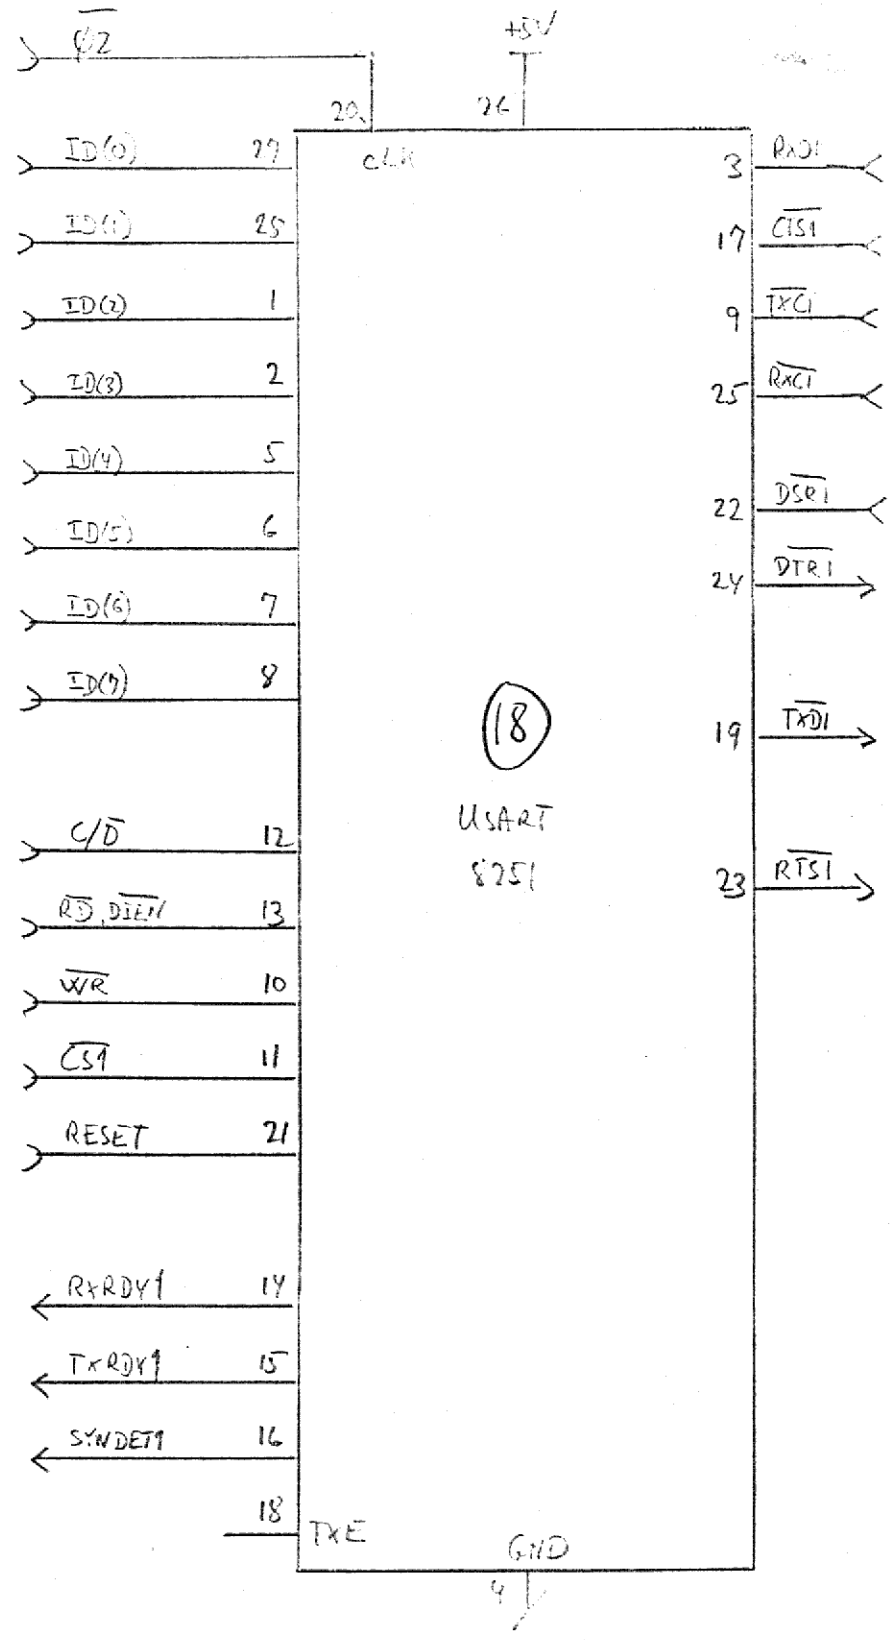 φ2
+5V
20
26
ID(0) 27
CLK
3 RXD1
ID(1) 25
17 CTS1
ID(2) 1
9 TXC1
ID(3) 2
25 RXC1
ID(4) 5
22 DSR1
ID(5) 6
24 DTR1
ID(6) 7
ID(7) 8
18
19 TXD1
USART
C/D 12
8251
23 RTS1
RD, DIEN 13
WR 10
CS1 11
RESET 21
RXRDY1 14
TXRDY1 15
SYNDET1 16
18
TXE
GND
4